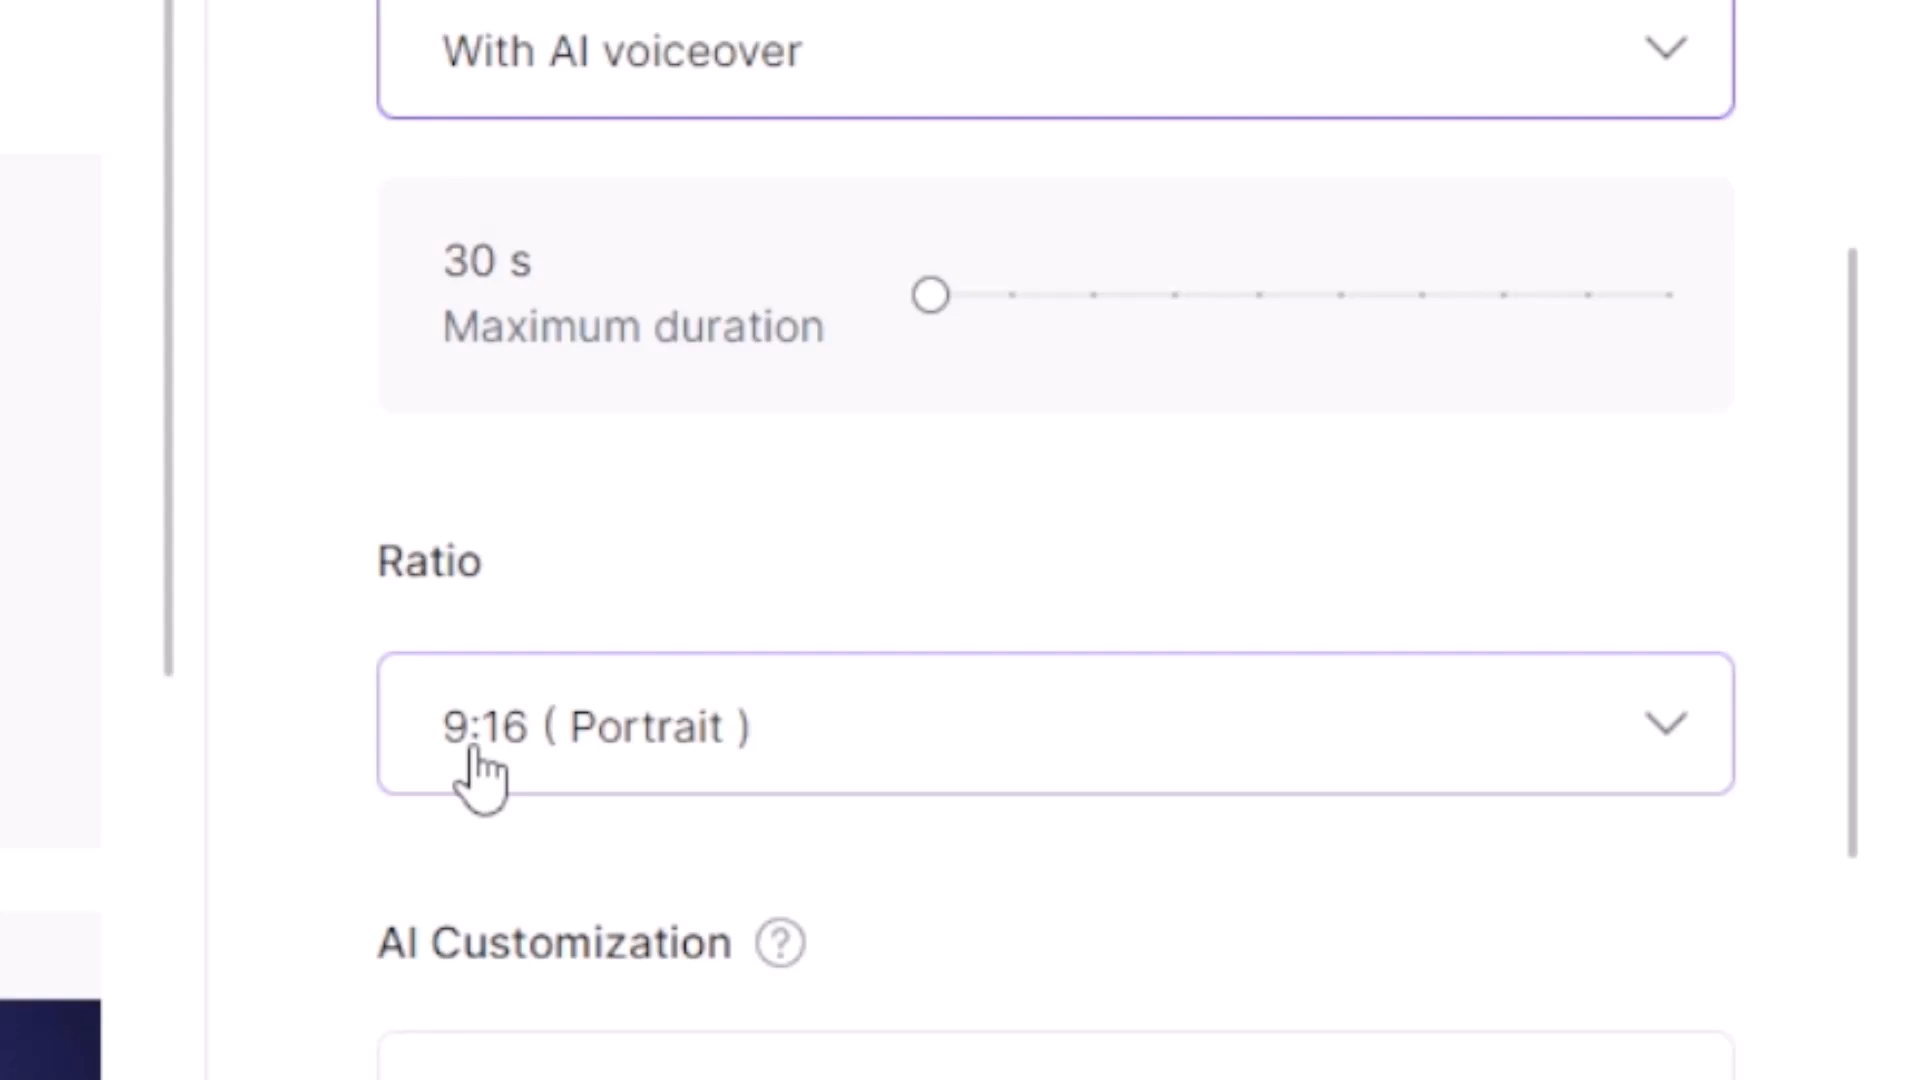 With AI voiceover
30 s
Maximum duration
Ratio
9:16 ( Portrait )
AI Customization ?